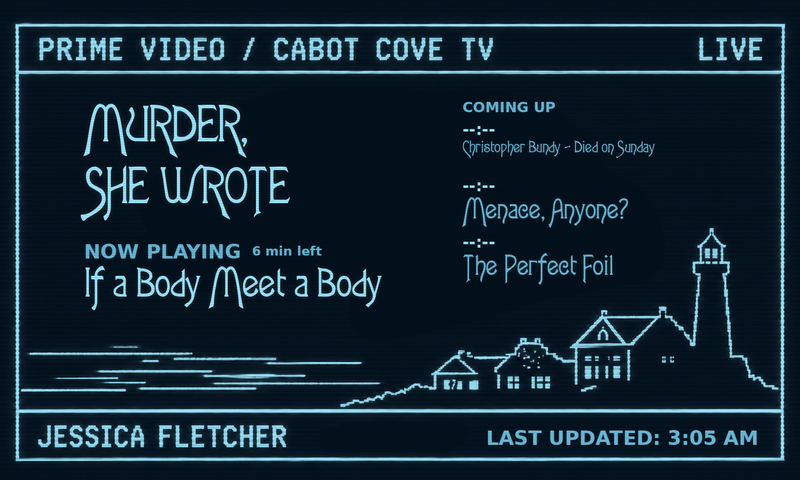 PRIME VIDEO / CABOT COVE TV
LIVE
MURDER,
SHE WROTE
NOW PLAYING 6 min left
If a Body Meet a Body
COMING UP
--:--
Christopher Bundy - Died on Sunday
--:--
Menace, Anyone?
--:--
The Perfect Foil
JESSICA FLETCHER
LAST UPDATED: 3:05 AM